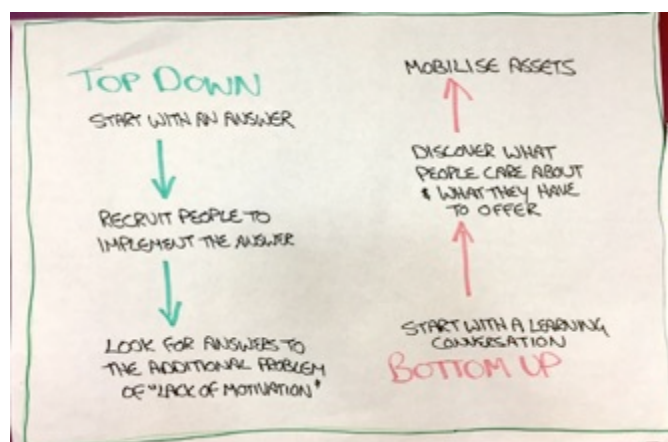 TOP DOWN
START WITH AN ANSWER
RECRUIT PEOPLE TO
IMPLEMENT THE ANSWER
LOOK FOR ANSWERS TO
THE ADDITIONAL PROBLEM
OF "LACK OF MOTIVATION"
MOBILISE ASSETS
DISCOVER WHAT
PEOPLE CARE ABOUT
& WHAT THEY HAVE
TO OFFER
START WITH A LEARNING
CONVERSATION
BOTTOM UP